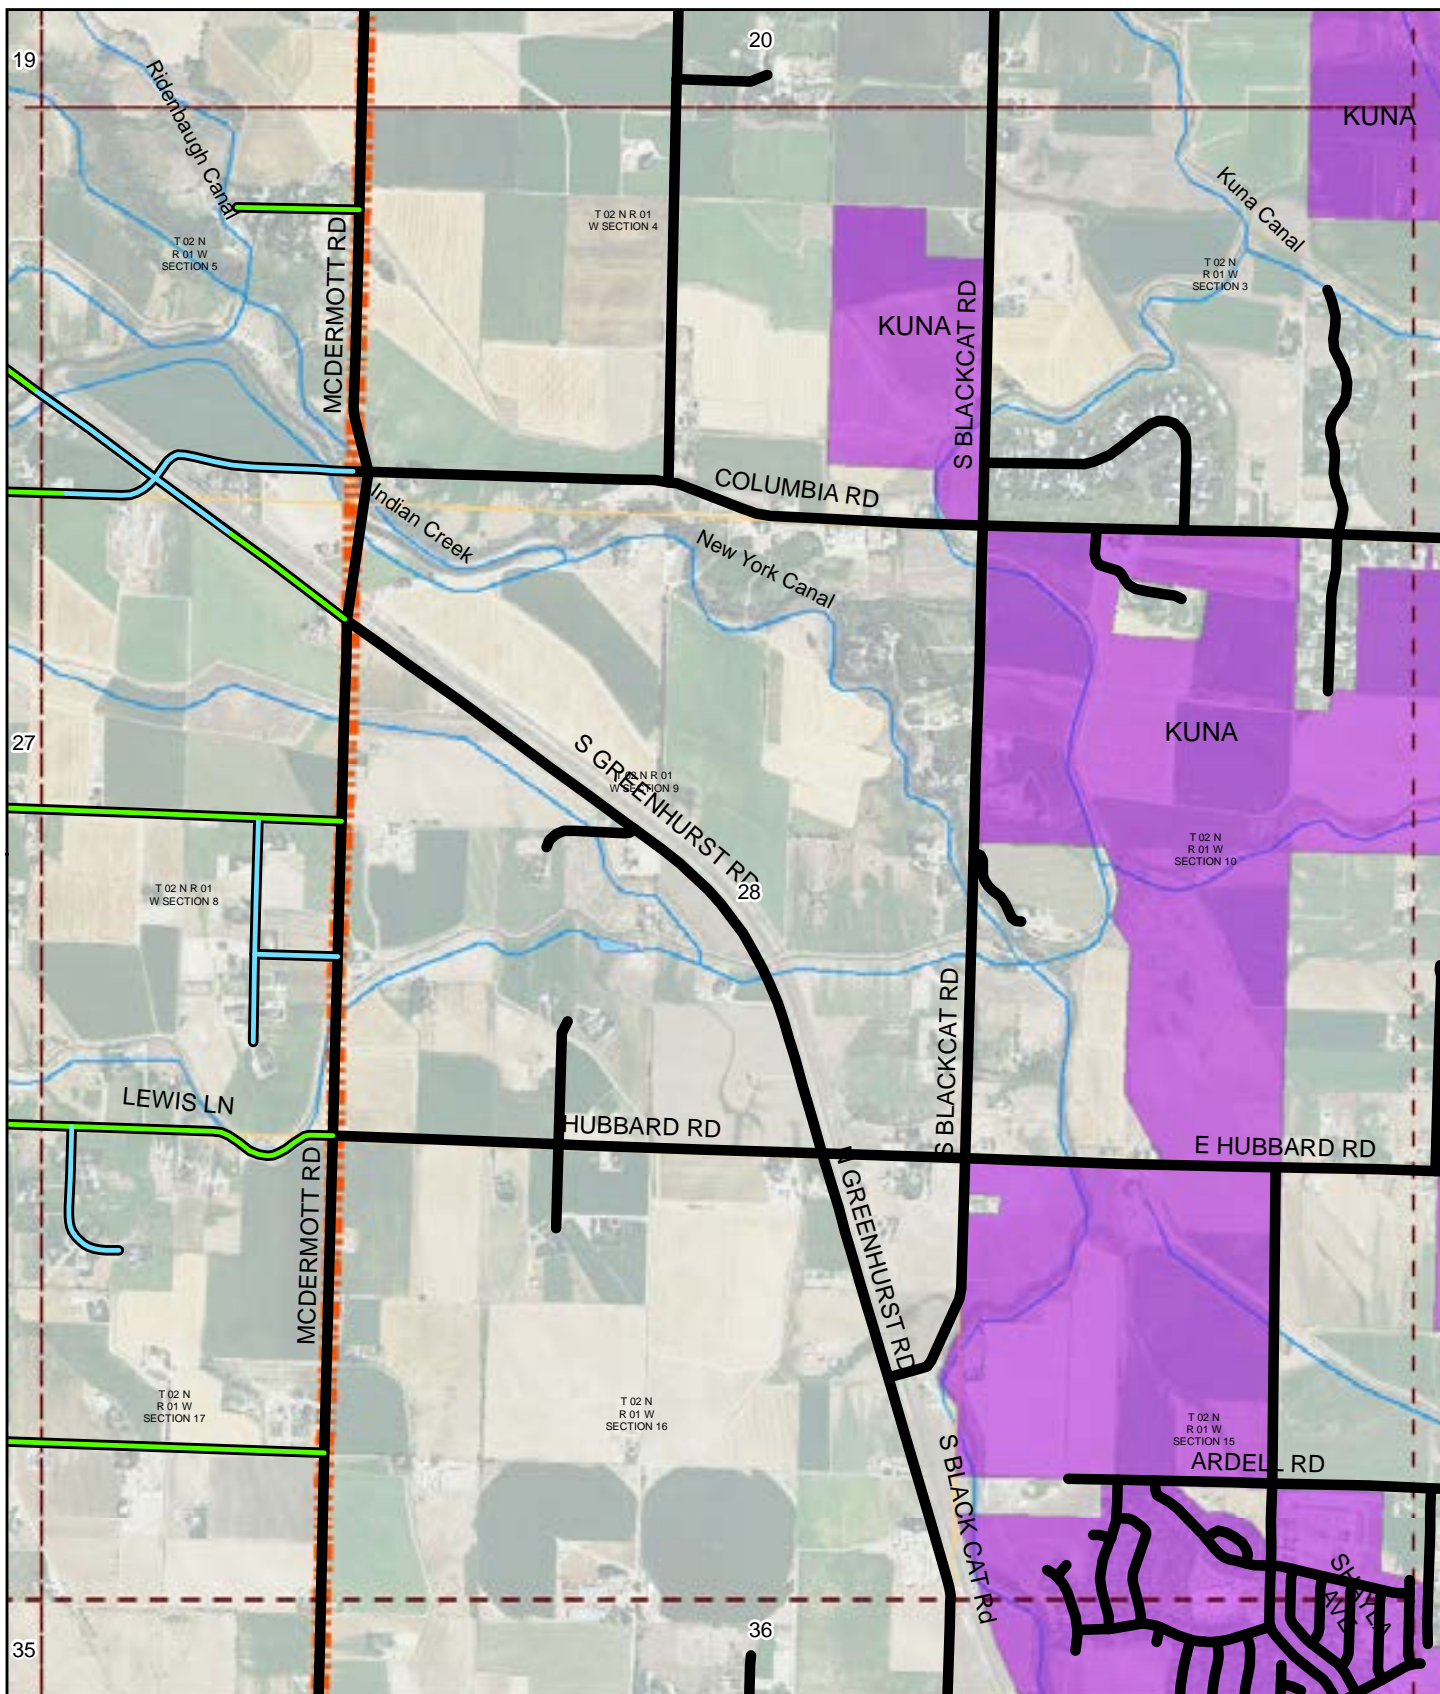 20
19
KUNA
Ridenbaugh Canal
Kuna Canal
T 02 N R 01
W SECTION 4
T 02 N
R 01 W
SECTION 5
T 02 N
R 01 W
SECTION 3
MCDERMOTT RD
KUNA
S BLACKCAT RD
COLUMBIA RD
Indian Creek
New York Canal
KUNA
27
S GREENHURST RD
T 02 N R 01
W SECTION 9
T 02 N
R 01 W
SECTION 10
28
T 02 N R 01
W SECTION 8
S BLACKCAT RD
LEWIS LN
HUBBARD RD
E HUBBARD RD
MCDERMOTT RD
N GREENHURST RD
T 02 N
R 01 W
SECTION 17
T 02 N
R 01 W
SECTION 16
T 02 N
R 01 W
SECTION 15
ARDELL RD
S BLACK CAT Rd
SHAYLA
AVE
36
35